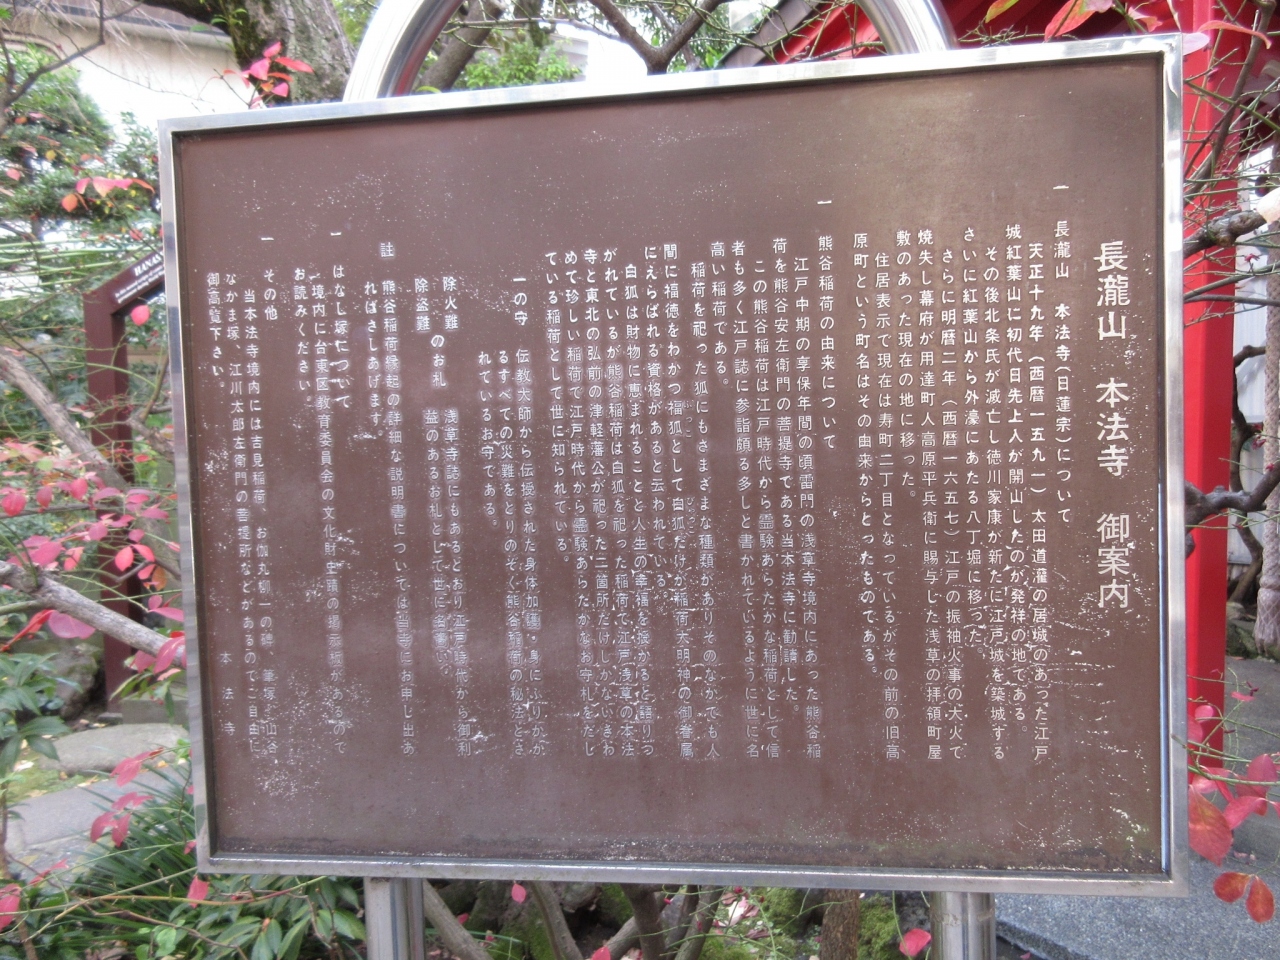 長瀧山 本法寺 御案内
一 長瀧山 本法寺(日蓮宗)について
天正十九年(西暦一五九一)太田道灌の居城のあった江戸
城紅葉山に初代日先上人が開山したのが発祥の地である。
その後北条氏が滅亡し徳川家康が新たに江戸城を築城する
さいに紅葉山から外濠にあたる八丁堀に移つた。
さらに明暦二年(西暦一六五七)江戸の振袖火事の大火で
焼失し幕府が用達町人高原平兵衛に賜与した浅草の拝領町屋
敷のあった現在の地に移った。
住居表示で現在は寿町二丁目となっているがその前の旧高
原町という町名はその由来からとったものである。
一 熊谷稲荷の由来について
江戸中期の享保年間の頃雷門の浅草寺境内にあった熊谷稲
荷を熊谷安左衛門の菩提寺である当本法寺に勧請した。
この熊谷稲荷は江戸時代から霊験あらたかな稲荷として信
者も多く江戸誌に参詣頗る多しと書かれているように世に名
高い稲荷である。
稲荷を祀った狐にもさまざまな種類がありそのなかでも人
間に福徳をわかつ福狐として白狐だけが稲荷大明神の御眷属
にえらばれる資格があると云われている。
白狐は財物に恵まれることと人生の幸福を授かると語りつ
がれているが熊谷稲荷は白狐を祀った稲荷で江戸浅草の本法
寺と東北の弘前の津軽藩公が祀った二箇所だけしかないきわ
めて珍しい稲荷で江戸時代から霊験あらたかなお守札をだし
ている稲荷として世に知られている。
一の守 伝教大師から伝授された身体加護・身にふりかか
るすべての災難をとりのぞく熊谷稲荷の秘法とさ
れているお守である。
除火難
除盗難 のお札 浅草寺誌にもあるとおり江戸時代から御利
益のあるお札として世に名高い。
註 熊谷稲荷縁起の詳細な説明書については当寺にお申し出あ
ればさしあげます。
一 はなし塚について
境内に台東区教育委員会の文化財史蹟の掲示板があるので
お読みください。
一 その他
当本法寺境内には吉見稲荷、お伽丸柳一の碑、筆塚、山谷
なかま塚、江川太郎左衛門の菩提所などがあるのでご自由に
御高覧下さい。
本法寺